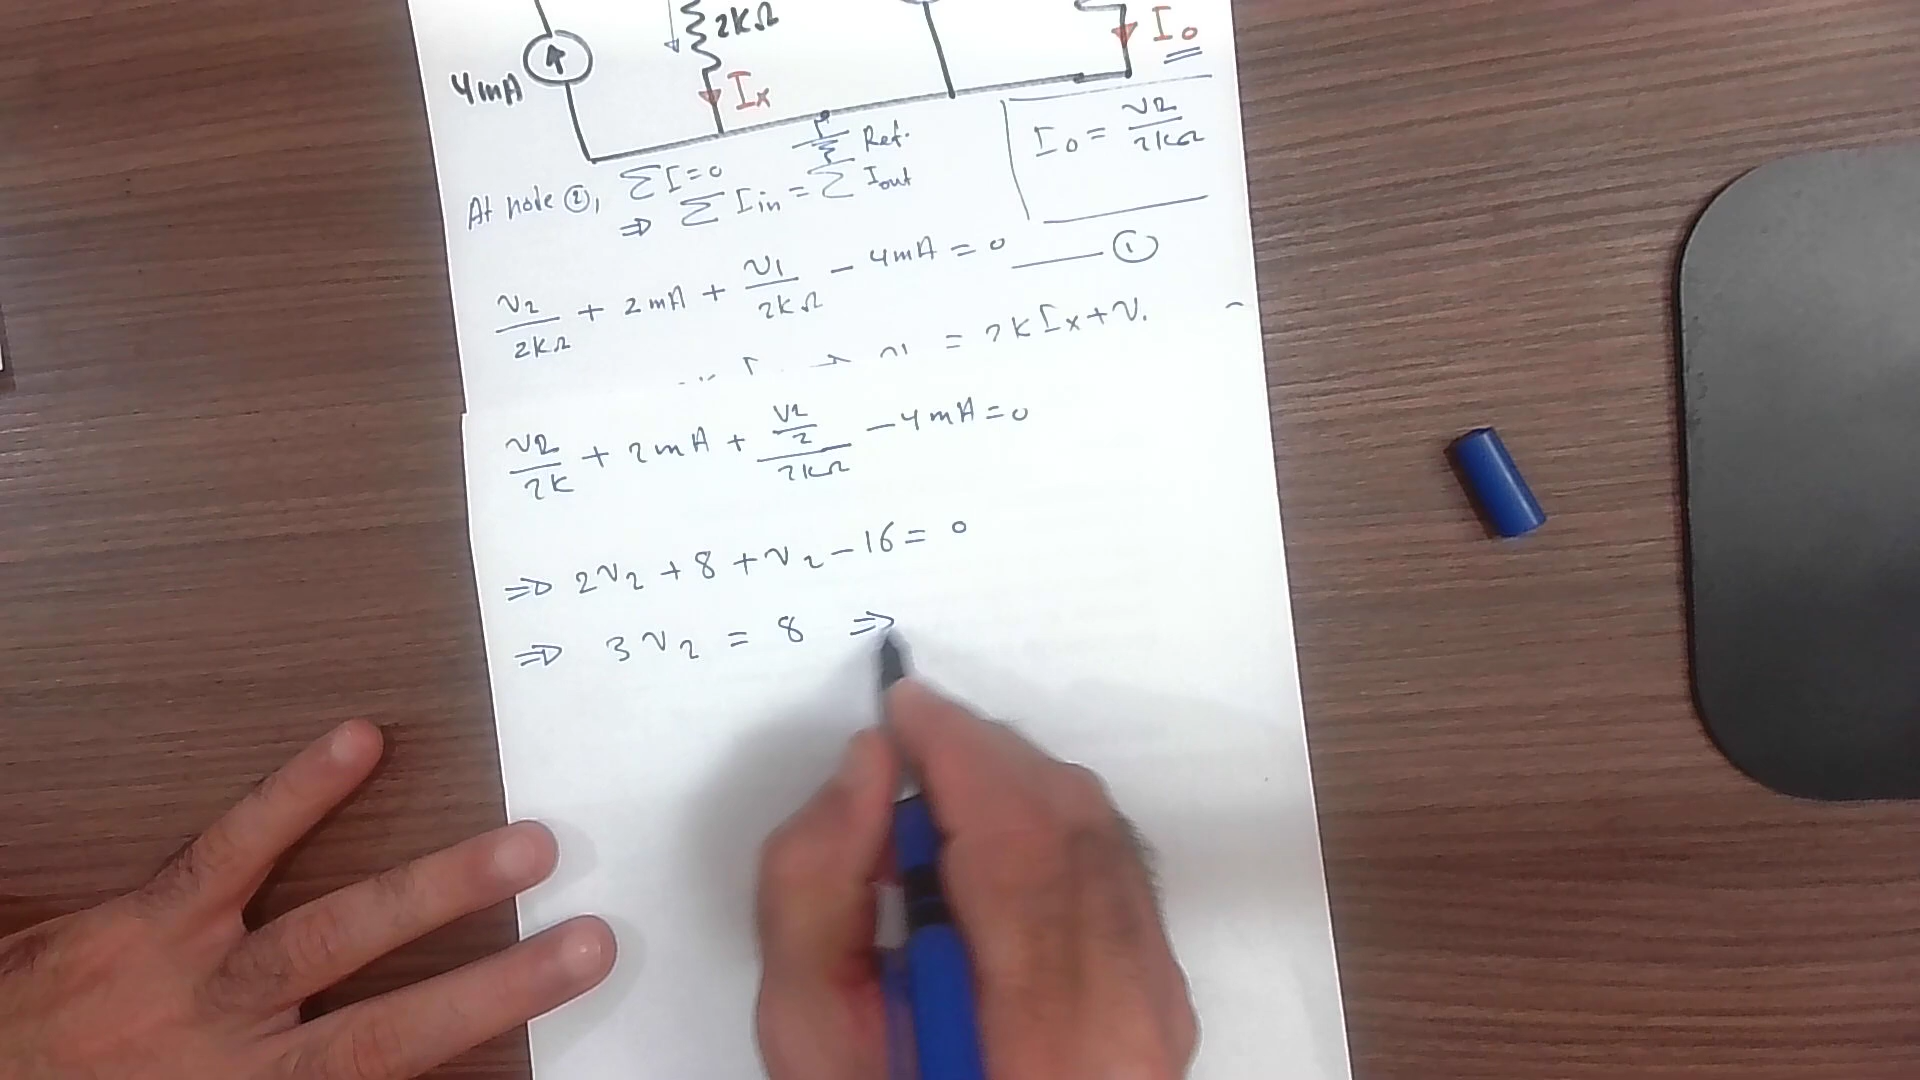 2KΩ
Io
4mA
Ix
Ref.
Io = V2/2kΩ
At node ②, ΣI=0
⇒ ΣIin = ΣIout
V2/2kΩ + 2mA + V1/2kΩ − 4mA = 0 —— ①
= 2KIx+V
V2/2K + 2mA + (V2/2)/2kΩ − 4mA = 0
⇒ 2V2 + 8 + V2 − 16 = 0
⇒ 3V2 = 8 ⇒